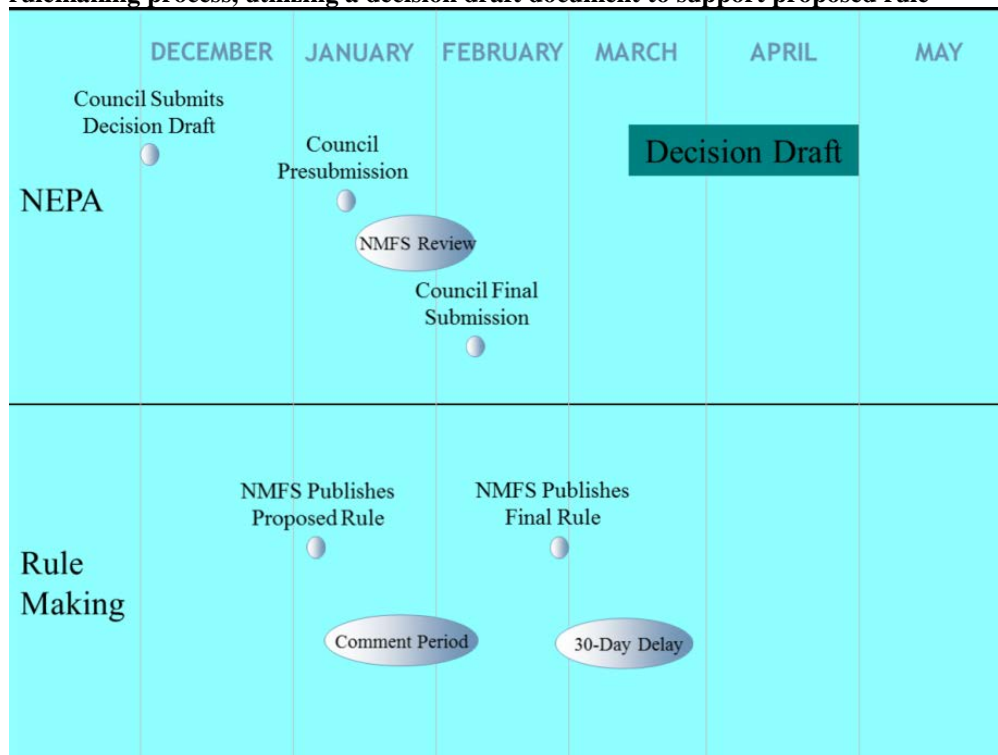 rulemaking process, utilizing a decision draft document to support proposed rule
DECEMBER JANUARY FEBRUARY MARCH APRIL MAY
Council Submits
Decision Draft
Council
Presubmission
Decision Draft
NEPA
NMFS Review
Council Final
Submission
NMFS Publishes
Proposed Rule
NMFS Publishes
Final Rule
Rule
Making
Comment Period
30-Day Delay